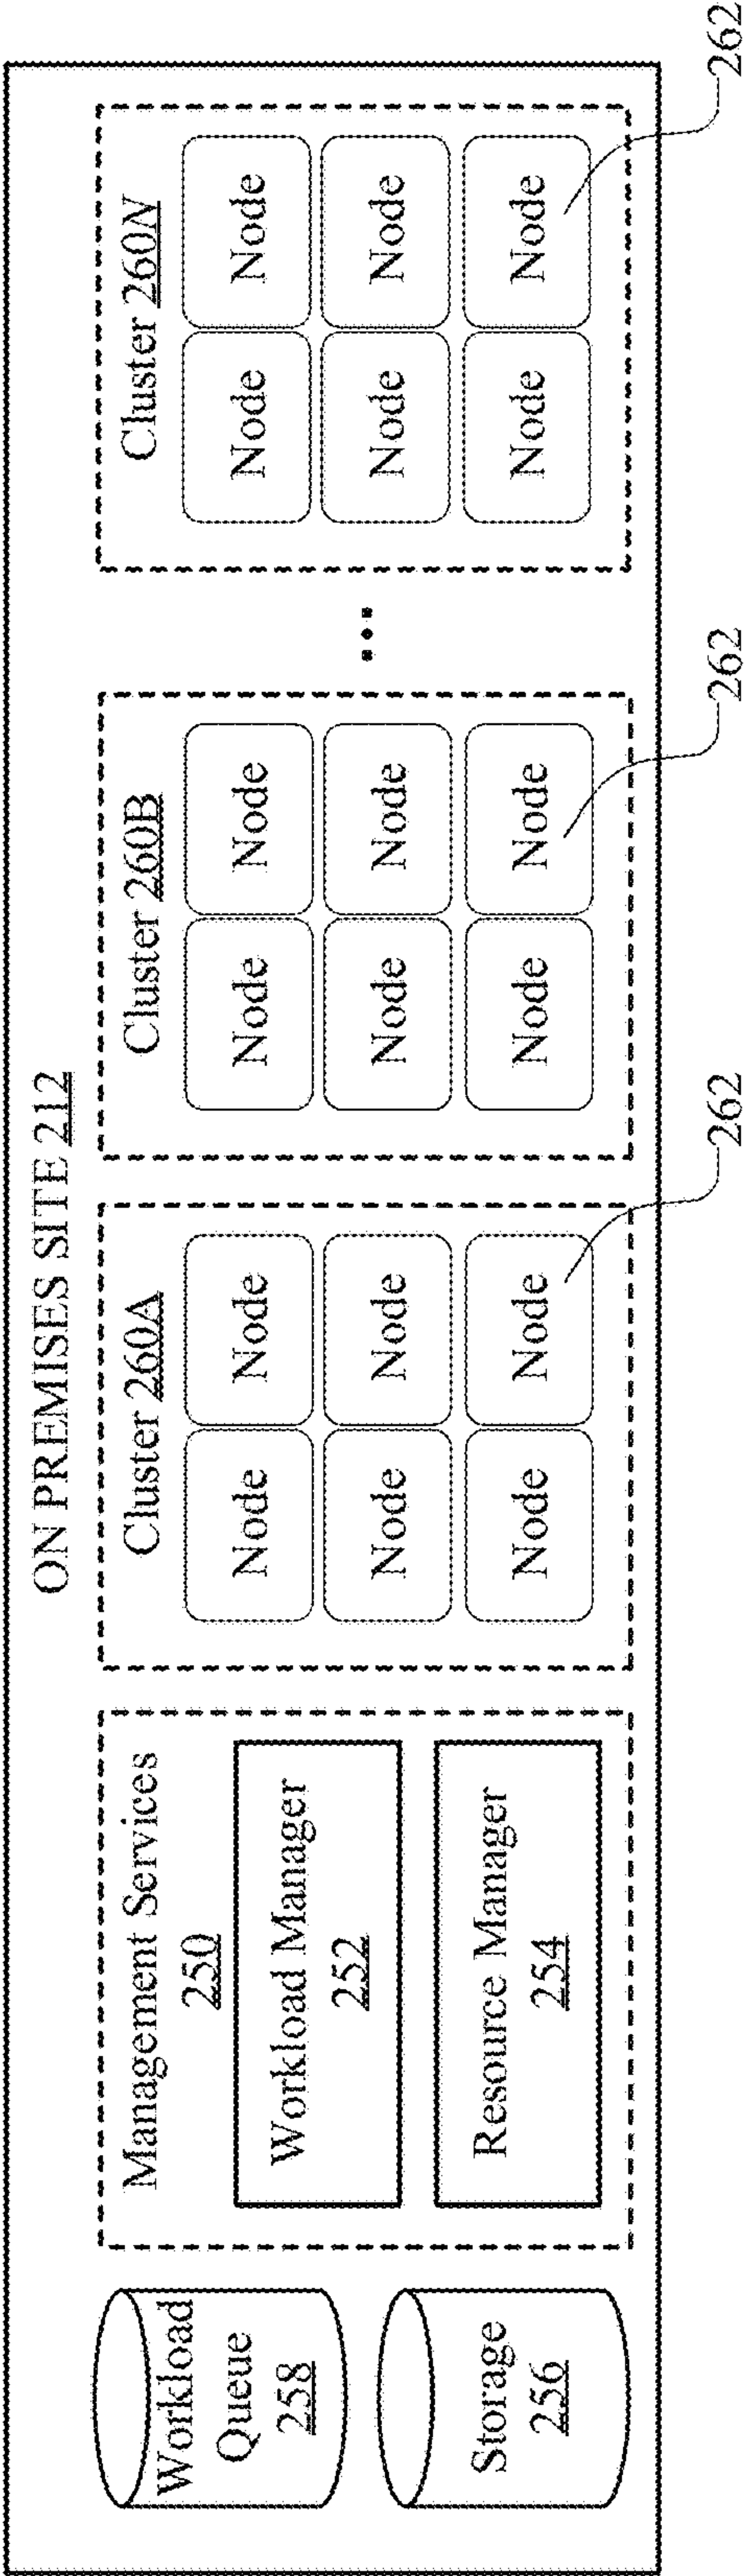 ON PREMISES SITE 212
Workload
Queue
258
Storage
256
Management Services
250
Workload Manager
252
Resource Manager
254
Cluster 260A
Node Node
Node Node
Node Node
262
Cluster 260B
Node Node
Node Node
Node Node
262
Cluster 260N
Node Node
Node Node
Node Node
262